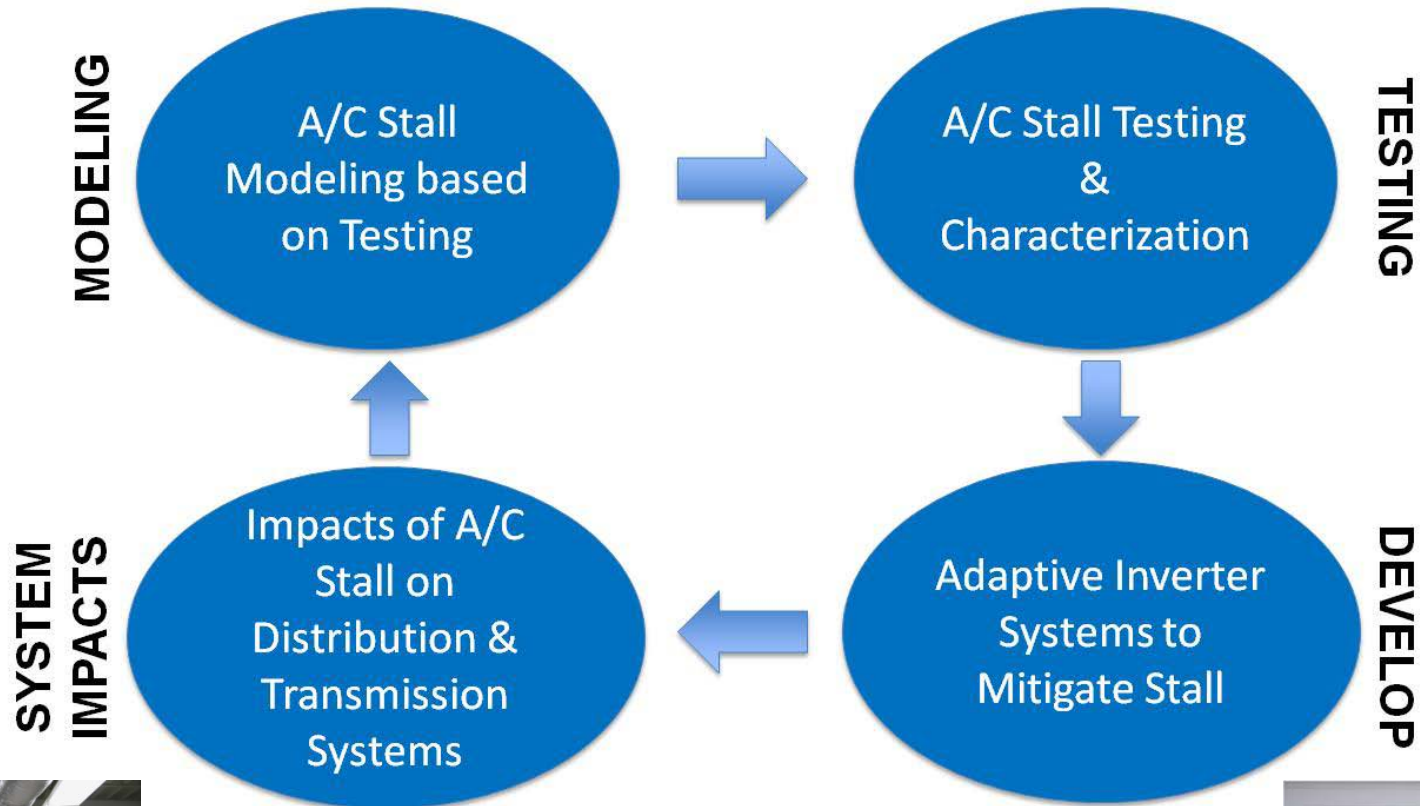 MODELING
A/C Stall
Modeling based
on Testing
A/C Stall Testing
&
Characterization
TESTING
SYSTEM
IMPACTS
Impacts of A/C
Stall on
Distribution &
Transmission
Systems
Adaptive Inverter
Systems to
Mitigate Stall
DEVELOP